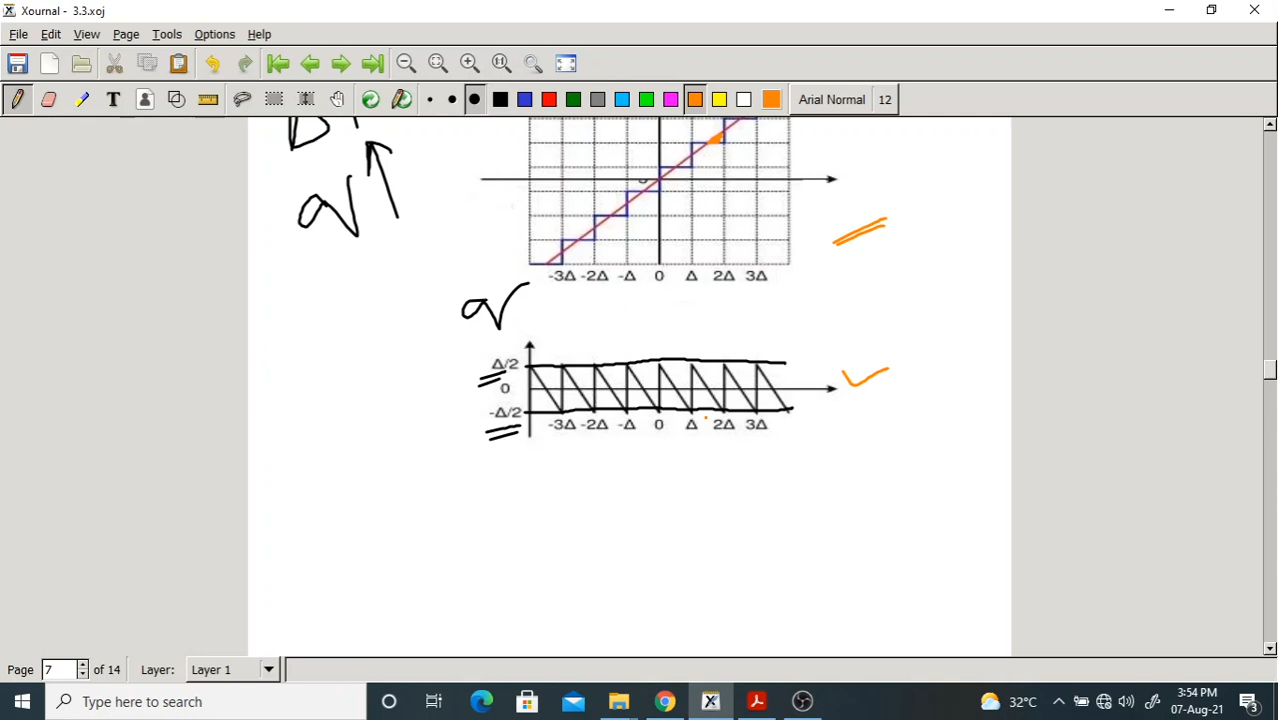 Xournal - 3.3.xoj
File Edit View Page Tools Options Help
Arial Normal 12
-3Δ -2Δ -Δ 0 Δ 2Δ 3Δ
Δ/2
0
-Δ/2
-3Δ -2Δ -Δ 0 Δ 2Δ 3Δ
Page 7 of 14 Layer: Layer 1
Type here to search
32°C
3:54 PM
07-Aug-21
3